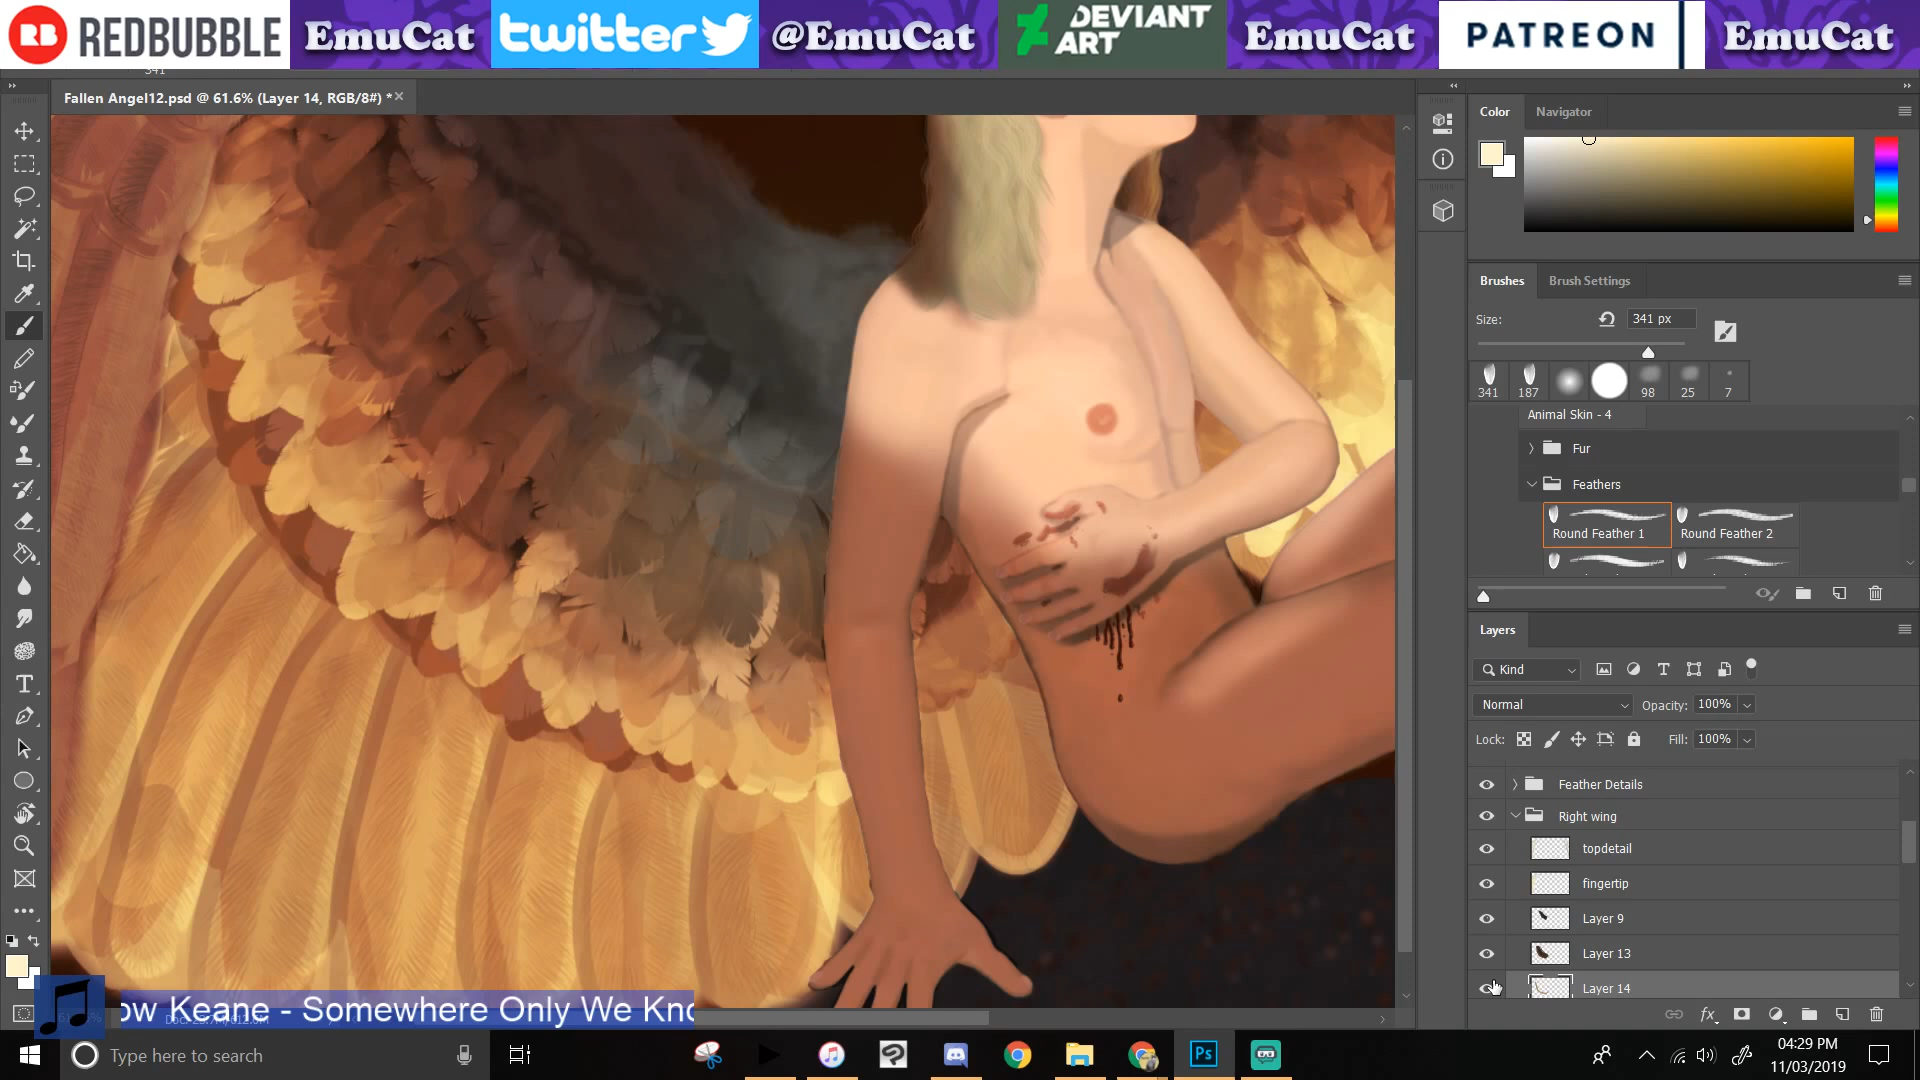 REDBUBBLE EmuCat twitter @EmuCat DEVIANT ART EmuCat PATREON EmuCat
341
Fallen Angel12.psd @ 61.6% (Layer 14, RGB/8#) *
Color Navigator
Brushes Brush Settings
Size: 341 px
341 187 98 25 7
Animal Skin - 4
Fur
Feathers
Round Feather 1 Round Feather 2
Layers
Kind
Normal Opacity: 100%
Lock: Fill: 100%
Feather Details
Right wing
topdetail
fingertip
Layer 9
Layer 13
Layer 14
ow Keane - Somewhere Only We Kno
Type here to search
04:29 PM
11/03/2019